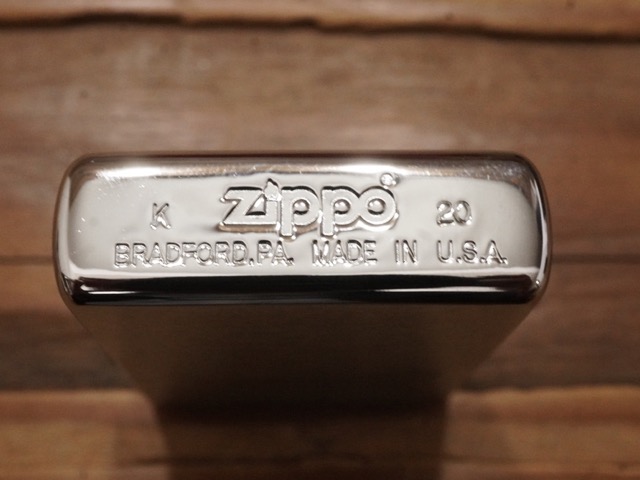 K zippo® 20
BRADFORD, PA. MADE IN U.S.A.